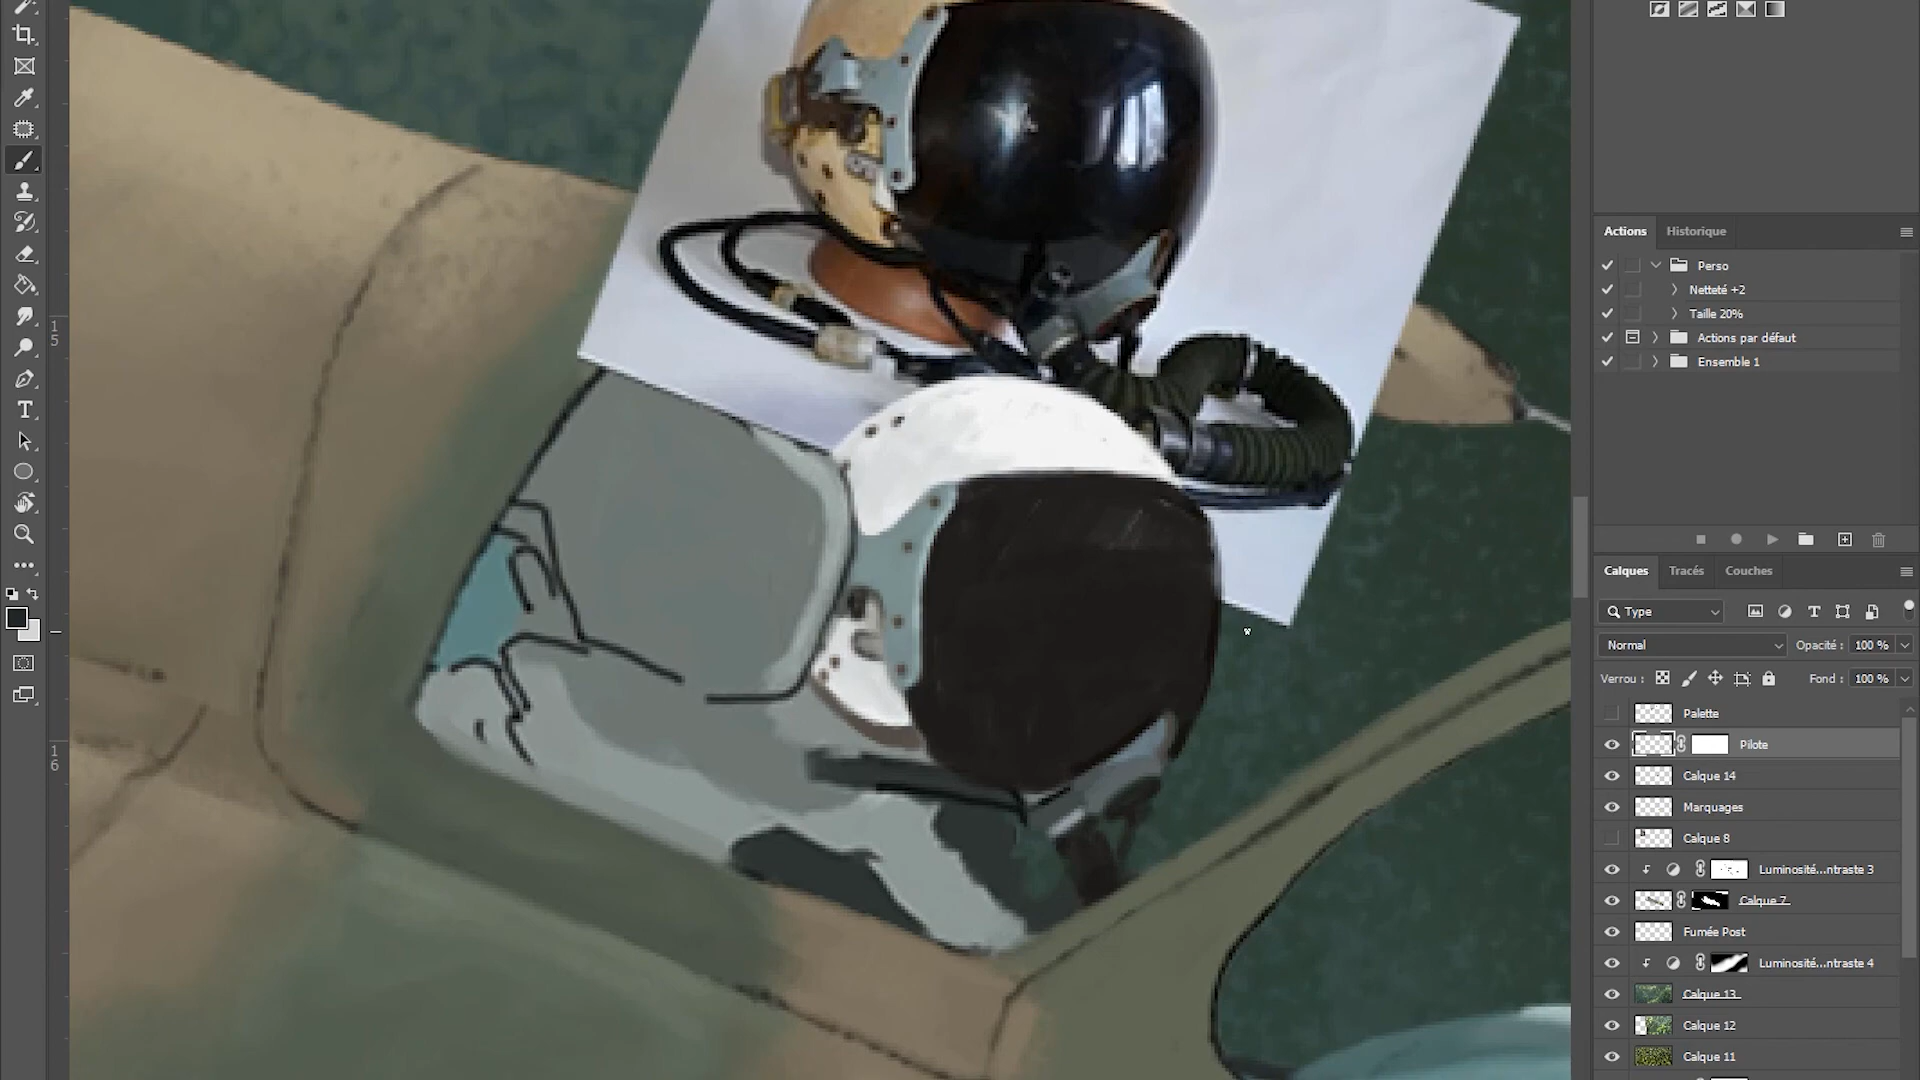 Actions Historique
Perso
Netteté +2
Taille 20%
Actions par défaut
Ensemble 1
Calques Tracés Couches
Type
Normal Opacité : 100 %
Verrou : Fond : 100 %
Palette
Pilote
Calque 14
Marquages
Calque 8
Luminosité...ntraste 3
Calque 7
Fumée Post
Luminosité...ntraste 4
Calque 13
Calque 12
Calque 11
15
16